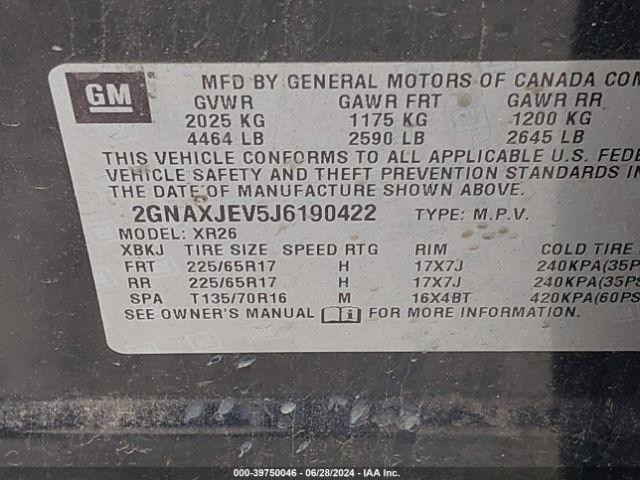 GM
MFD BY GENERAL MOTORS OF CANADA COM
GVWR GAWR FRT GAWR RR
2025 KG 1175 KG 1200 KG
4464 LB 2590 LB 2645 LB
THIS VEHICLE CONFORMS TO ALL APPLICABLE U.S. FEDE
VEHICLE SAFETY AND THEFT PREVENTION STANDARDS IN
THE DATE OF MANUFACTURE SHOWN ABOVE.
2GNAXJEV5J6190422 TYPE: M.P.V.
MODEL: XR26
XBKJ TIRE SIZE SPEED RTG RIM COLD TIRE
FRT 225/65R17 H 17X7J 240KPA(35P
RR 225/65R17 H 17X7J 240KPA(35PS
SPA T135/70R16 M 16X4BT 420KPA(60PS
SEE OWNER'S MANUAL FOR MORE INFORMATION.
000-39750046 - 06/28/2024 - IAA Inc.